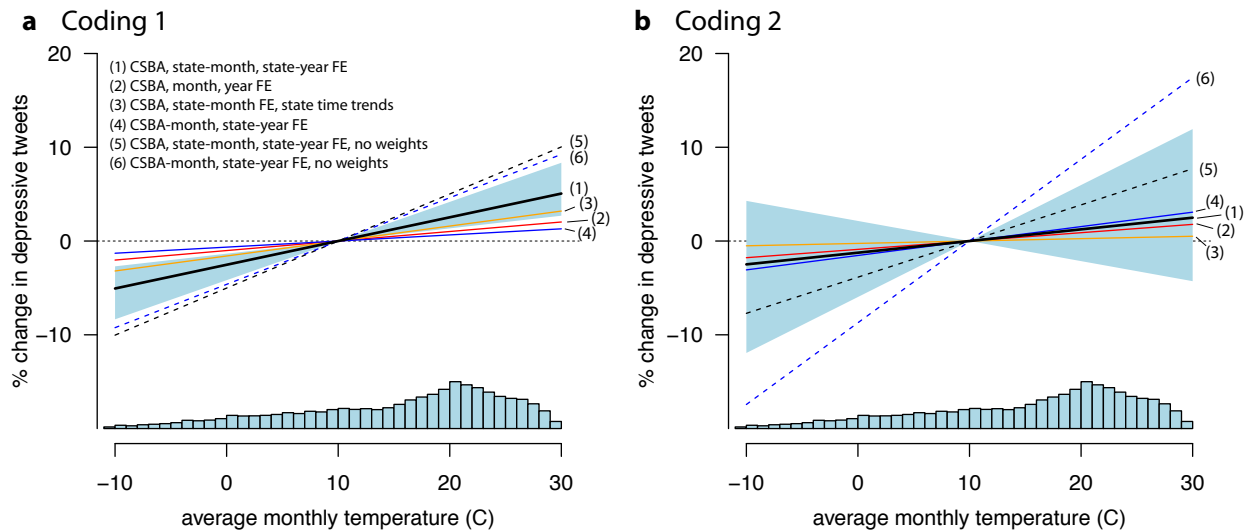 a Coding 1
% change in depressive tweets
20
10
0
−10
(1) CSBA, state-month, state-year FE
(2) CSBA, month, year FE
(3) CSBA, state-month FE, state time trends
(4) CSBA-month, state-year FE
(5) CSBA, state-month, state-year FE, no weights
(6) CSBA-month, state-year FE, no weights
(5)
(6)
(1)
(3)
(2)
(4)
−10 0 10 20 30
average monthly temperature (C)
b Coding 2
% change in depressive tweets
20
10
0
−10
(6)
(5)
(4)
(1)
(2)
(3)
−10 0 10 20 30
average monthly temperature (C)